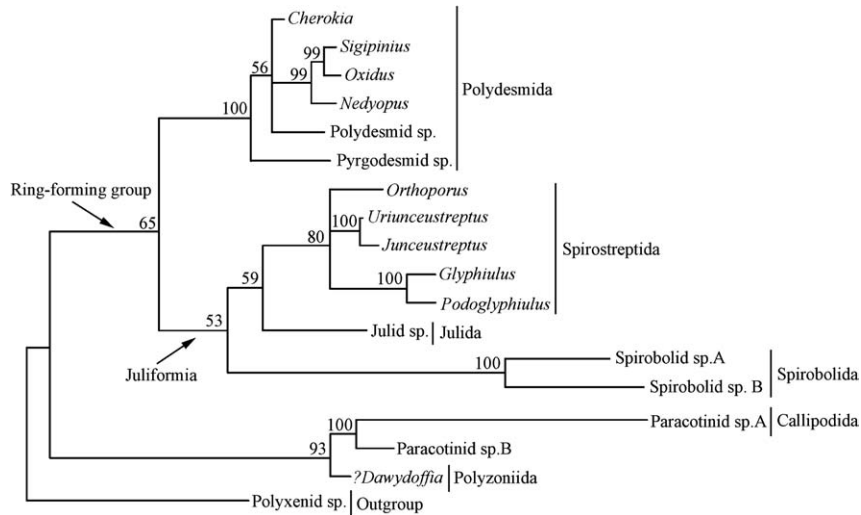 Cherokia
Sigipinius
99
56
99
Oxidus
Polydesmida
100
Nedyopus
Polydesmid sp.
Pyrgodesmid sp.
Ring-forming group
Orthoporus
65
100
Uriunceustreptus
80
Junceustreptus
Spirostreptida
59
100
Glyphiulus
Podoglyphiulus
53
Julid sp. Julida
Juliformia
100
Spirobolid sp.A
Spirobolida
Spirobolid sp. B
100
Paracotinid sp.A Callipodida
93
Paracotinid sp.B
?Dawydoffia Polyzoniida
Polyxenid sp. Outgroup